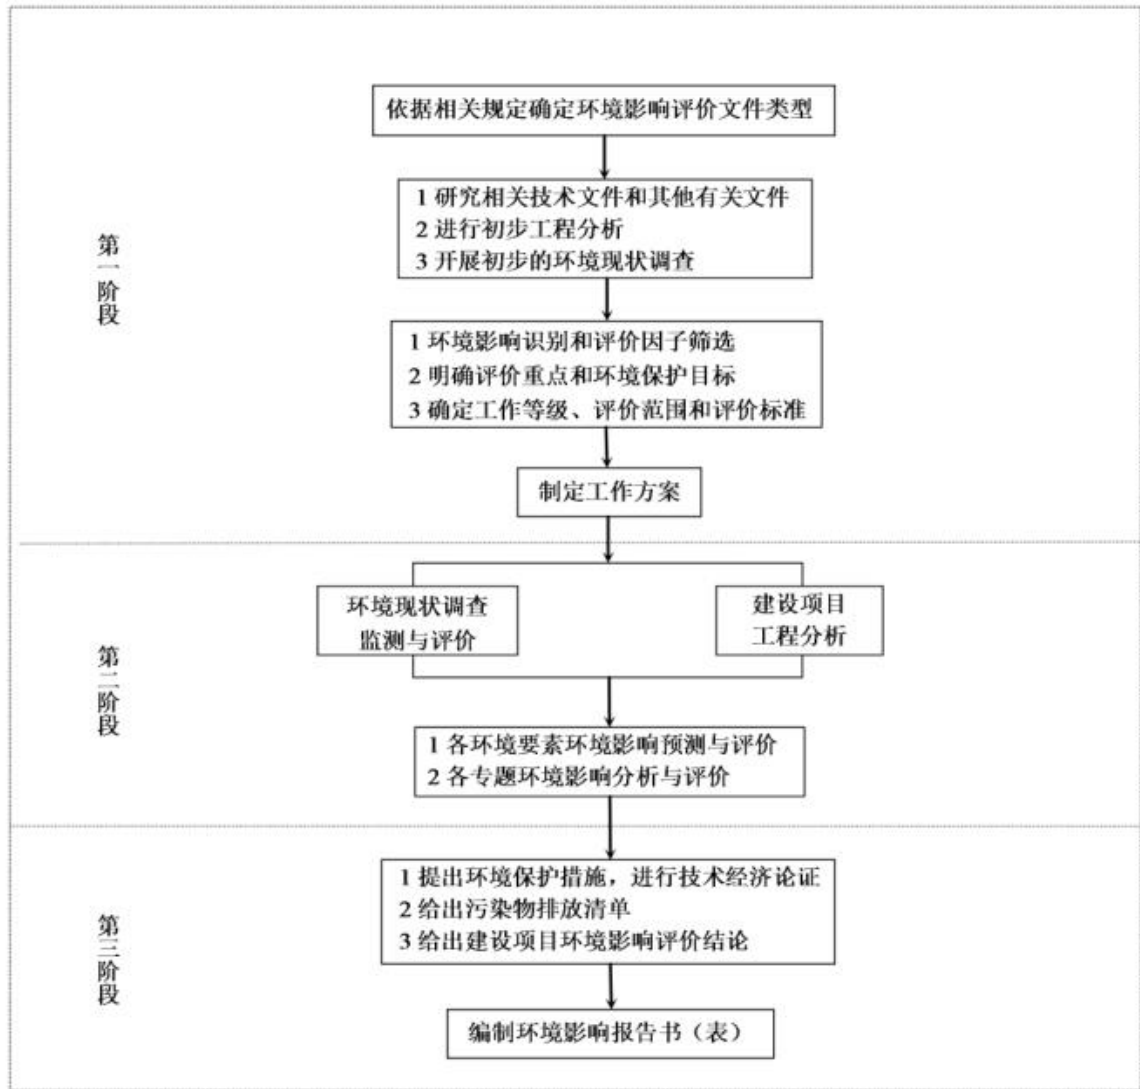 依据相关规定确定环境影响评价文件类型
1 研究相关技术文件和其他有关文件
2 进行初步工程分析
3 开展初步的环境现状调查
第一阶段
1 环境影响识别和评价因子筛选
2 明确评价重点和环境保护目标
3 确定工作等级、评价范围和评价标准
制定工作方案
环境现状调查
监测与评价
建设项目
工程分析
第二阶段
1 各环境要素环境影响预测与评价
2 各专题环境影响分析与评价
1 提出环境保护措施，进行技术经济论证
2 给出污染物排放清单
3 给出建设项目环境影响评价结论
第三阶段
编制环境影响报告书（表）